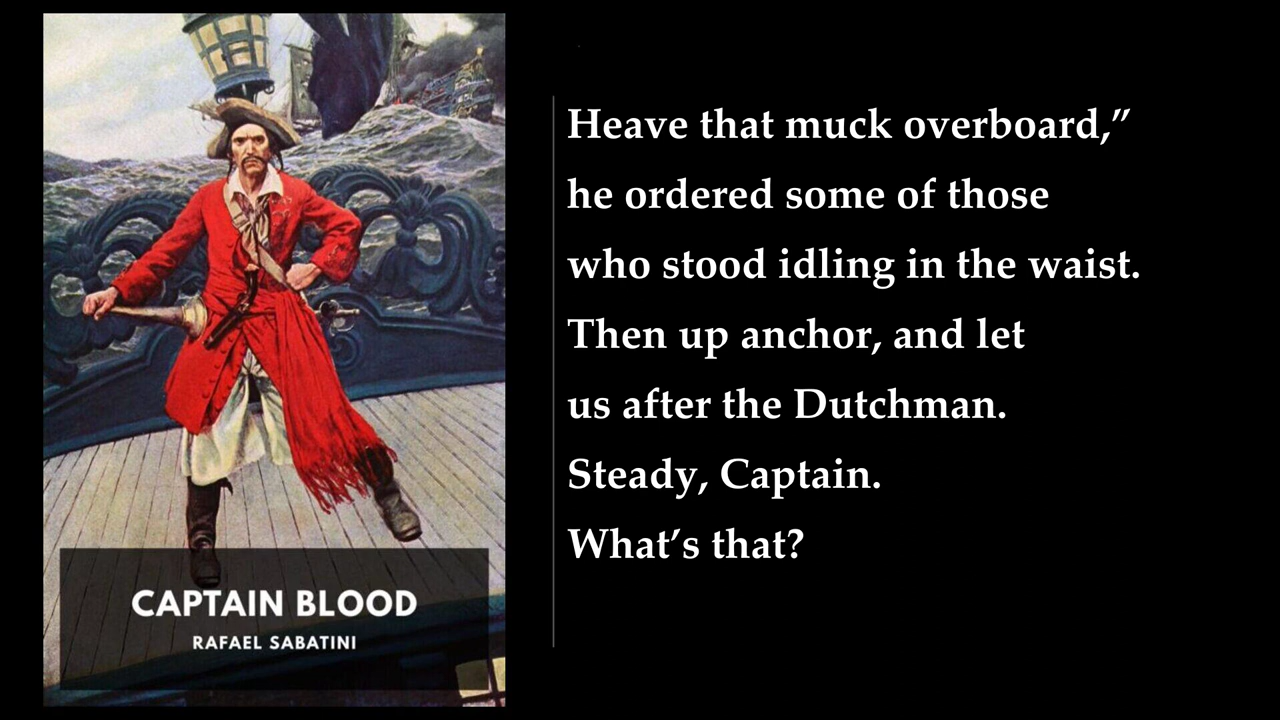 CAPTAIN BLOOD
RAFAEL SABATINI
Heave that muck overboard,”
he ordered some of those
who stood idling in the waist.
Then up anchor, and let
us after the Dutchman.
Steady, Captain.
What’s that?